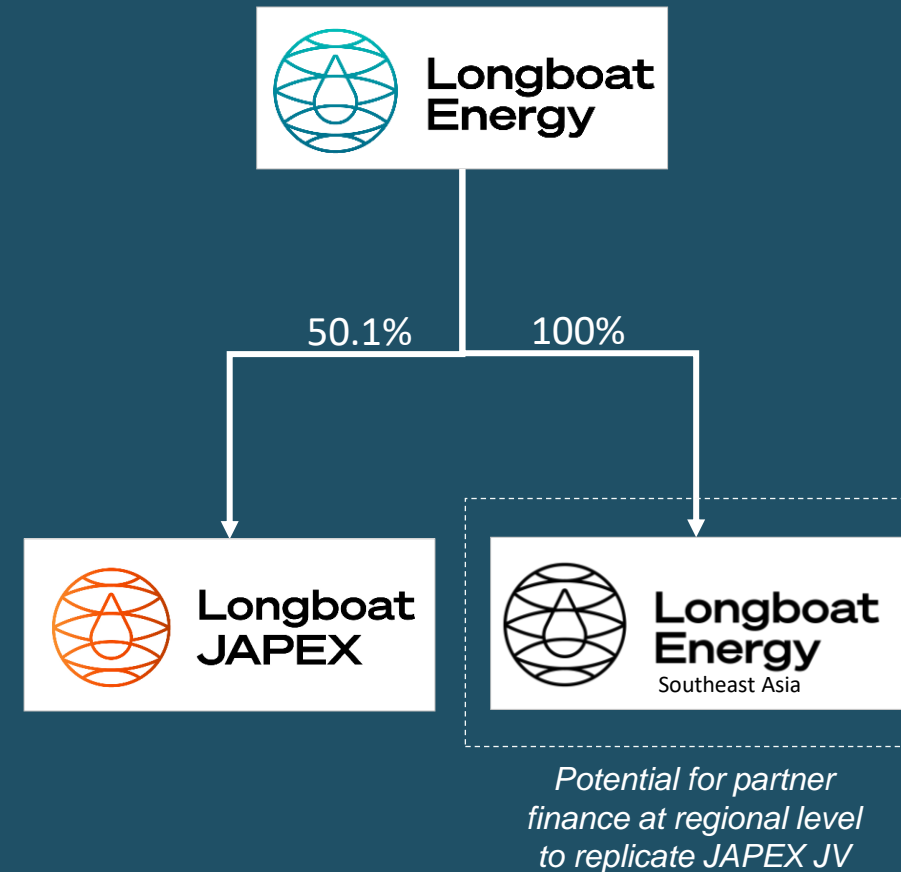 Longboat
Energy
50.1%
100%
Longboat
JAPEX
Longboat
Energy
Southeast Asia
Potential for partner
finance at regional level
to replicate JAPEX JV